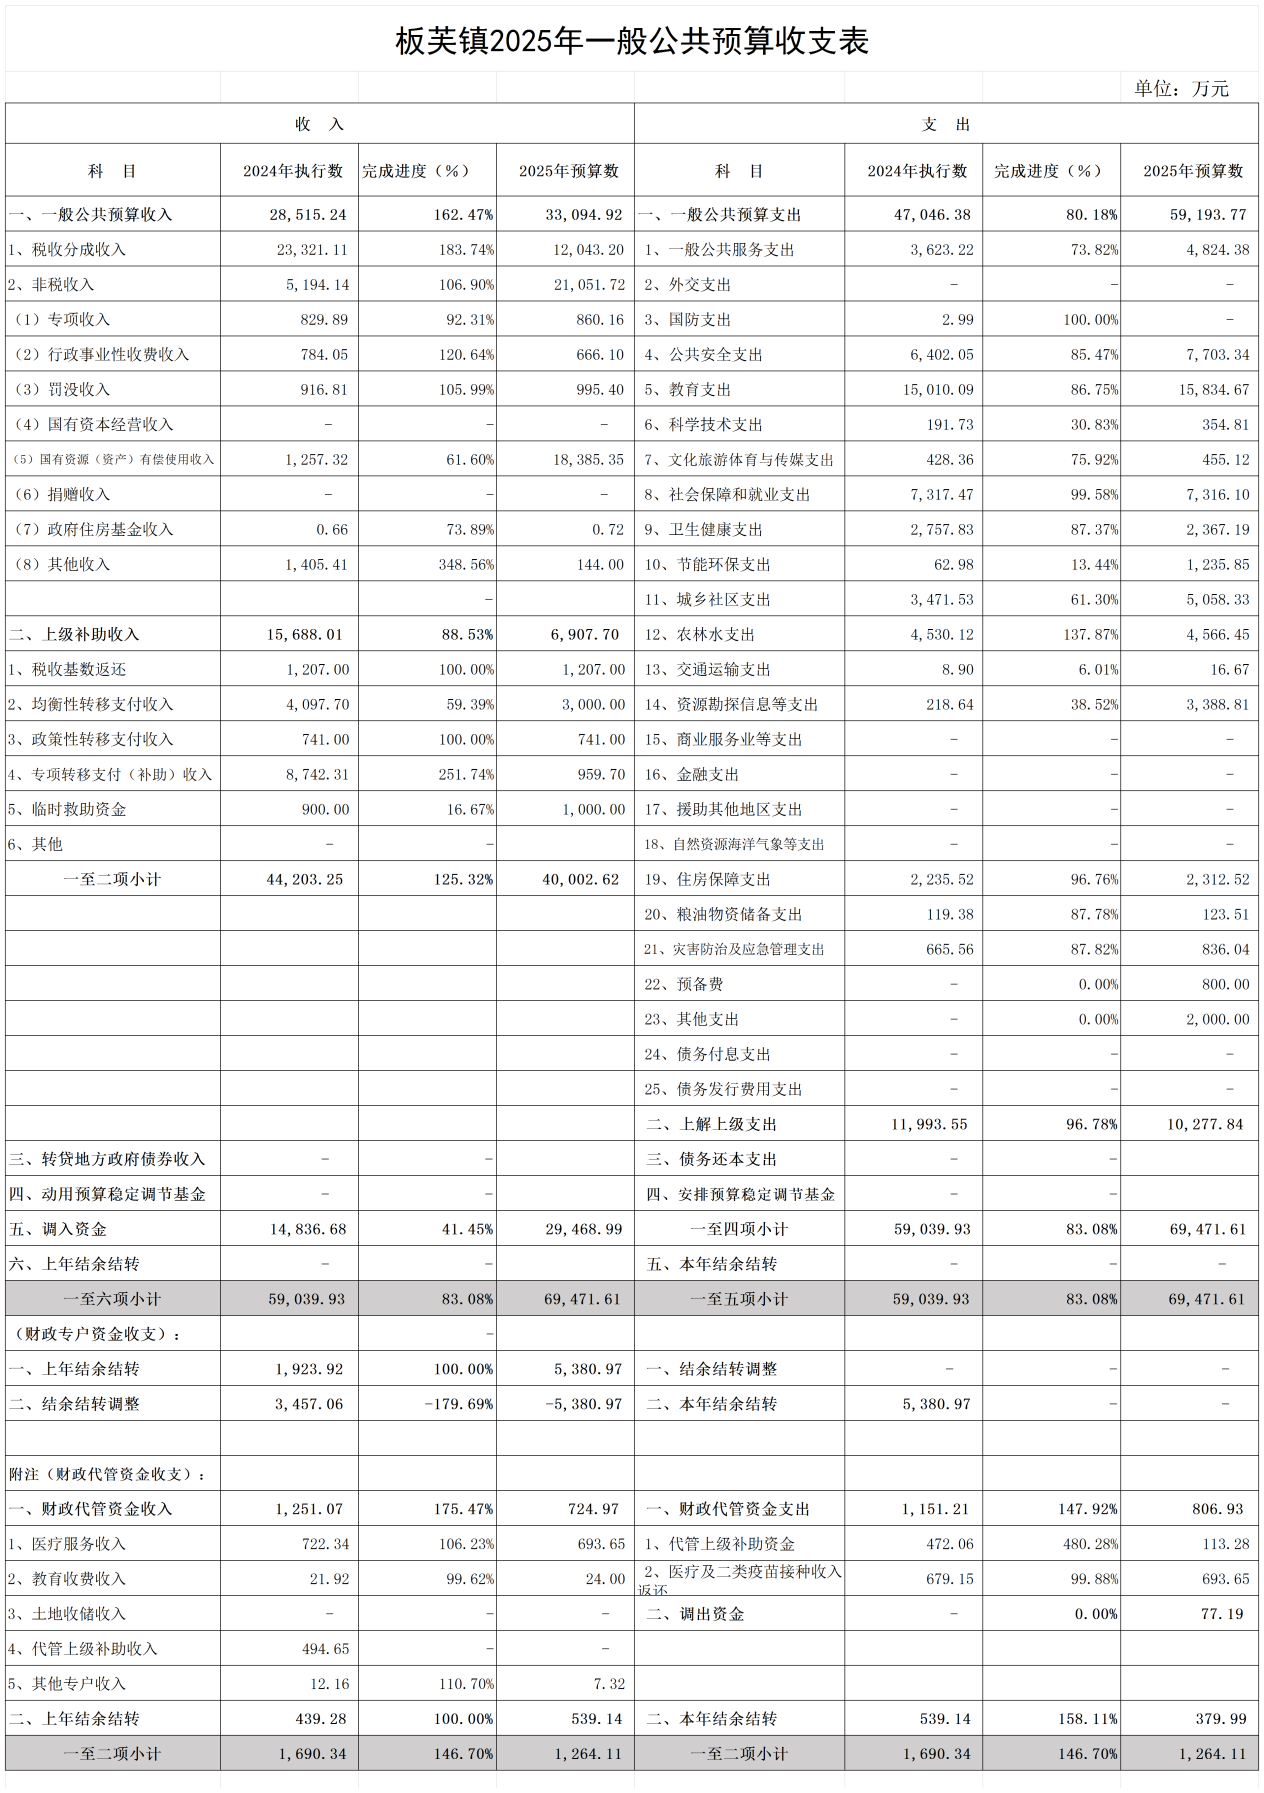 板芙镇2025年一般公共预算收支表
单位：万元
收　入 支　出
科　目 2024年执行数 完成进度（%） 2025年预算数 科　目 2024年执行数 完成进度（%） 2025年预算数
一、一般公共预算收入 28,515.24 162.47% 33,094.92 一、一般公共预算支出 47,046.38 80.18% 59,193.77
1、税收分成收入 23,321.11 183.74% 12,043.20 1、一般公共服务支出 3,623.22 73.82% 4,824.38
2、非税收入 5,194.14 106.90% 21,051.72 2、外交支出 - - -
（1）专项收入 829.89 92.31% 860.16 3、国防支出 2.99 100.00% -
（2）行政事业性收费收入 784.05 120.64% 666.10 4、公共安全支出 6,402.05 85.47% 7,703.34
（3）罚没收入 916.81 105.99% 995.40 5、教育支出 15,010.09 86.75% 15,834.67
（4）国有资本经营收入 - - - 6、科学技术支出 191.73 30.83% 354.81
（5）国有资源（资产）有偿使用收入 1,257.32 61.60% 18,385.35 7、文化旅游体育与传媒支出 428.36 75.92% 455.12
（6）捐赠收入 - - - 8、社会保障和就业支出 7,317.47 99.58% 7,316.10
（7）政府住房基金收入 0.66 73.89% 0.72 9、卫生健康支出 2,757.83 87.37% 2,367.19
（8）其他收入 1,405.41 348.56% 144.00 10、节能环保支出 62.98 13.44% 1,235.85
- 11、城乡社区支出 3,471.53 61.30% 5,058.33
二、上级补助收入 15,688.01 88.53% 6,907.70 12、农林水支出 4,530.12 137.87% 4,566.45
1、税收基数返还 1,207.00 100.00% 1,207.00 13、交通运输支出 8.90 6.01% 16.67
2、均衡性转移支付收入 4,097.70 59.39% 3,000.00 14、资源勘探信息等支出 218.64 38.52% 3,388.81
3、政策性转移支付收入 741.00 100.00% 741.00 15、商业服务业等支出 - - -
4、专项转移支付（补助）收入 8,742.31 251.74% 959.70 16、金融支出 - - -
5、临时救助资金 900.00 16.67% 1,000.00 17、援助其他地区支出 - - -
6、其他 - - 18、自然资源海洋气象等支出 - - -
一至二项小计 44,203.25 125.32% 40,002.62 19、住房保障支出 2,235.52 96.76% 2,312.52
20、粮油物资储备支出 119.38 87.78% 123.51
21、灾害防治及应急管理支出 665.56 87.82% 836.04
22、预备费 - 0.00% 800.00
23、其他支出 - 0.00% 2,000.00
24、债务付息支出 - - -
25、债务发行费用支出 - - -
二、上解上级支出 11,993.55 96.78% 10,277.84
三、转贷地方政府债券收入 - - 三、债务还本支出 - -
四、动用预算稳定调节基金 - - 四、安排预算稳定调节基金 - -
五、调入资金 14,836.68 41.45% 29,468.99 一至四项小计 59,039.93 83.08% 69,471.61
六、上年结余结转 - - 五、本年结余结转 - - -
一至六项小计 59,039.93 83.08% 69,471.61 一至五项小计 59,039.93 83.08% 69,471.61
（财政专户资金收支）： -
一、上年结余结转 1,923.92 100.00% 5,380.97 一、结余结转调整 - - -
二、结余结转调整 3,457.06 -179.69% -5,380.97 二、本年结余结转 5,380.97 - -
附注（财政代管资金收支）：
一、财政代管资金收入 1,251.07 175.47% 724.97 一、财政代管资金支出 1,151.21 147.92% 806.93
1、医疗服务收入 722.34 106.23% 693.65 1、代管上级补助资金 472.06 480.28% 113.28
2、教育收费收入 21.92 99.62% 24.00 2、医疗及二类疫苗接种收入返还 679.15 99.88% 693.65
3、土地收储收入 - - - 二、调出资金 - 0.00% 77.19
4、代管上级补助收入 494.65 - -
5、其他专户收入 12.16 110.70% 7.32
二、上年结余结转 439.28 100.00% 539.14 二、本年结余结转 539.14 158.11% 379.99
一至二项小计 1,690.34 146.70% 1,264.11 一至二项小计 1,690.34 146.70% 1,264.11